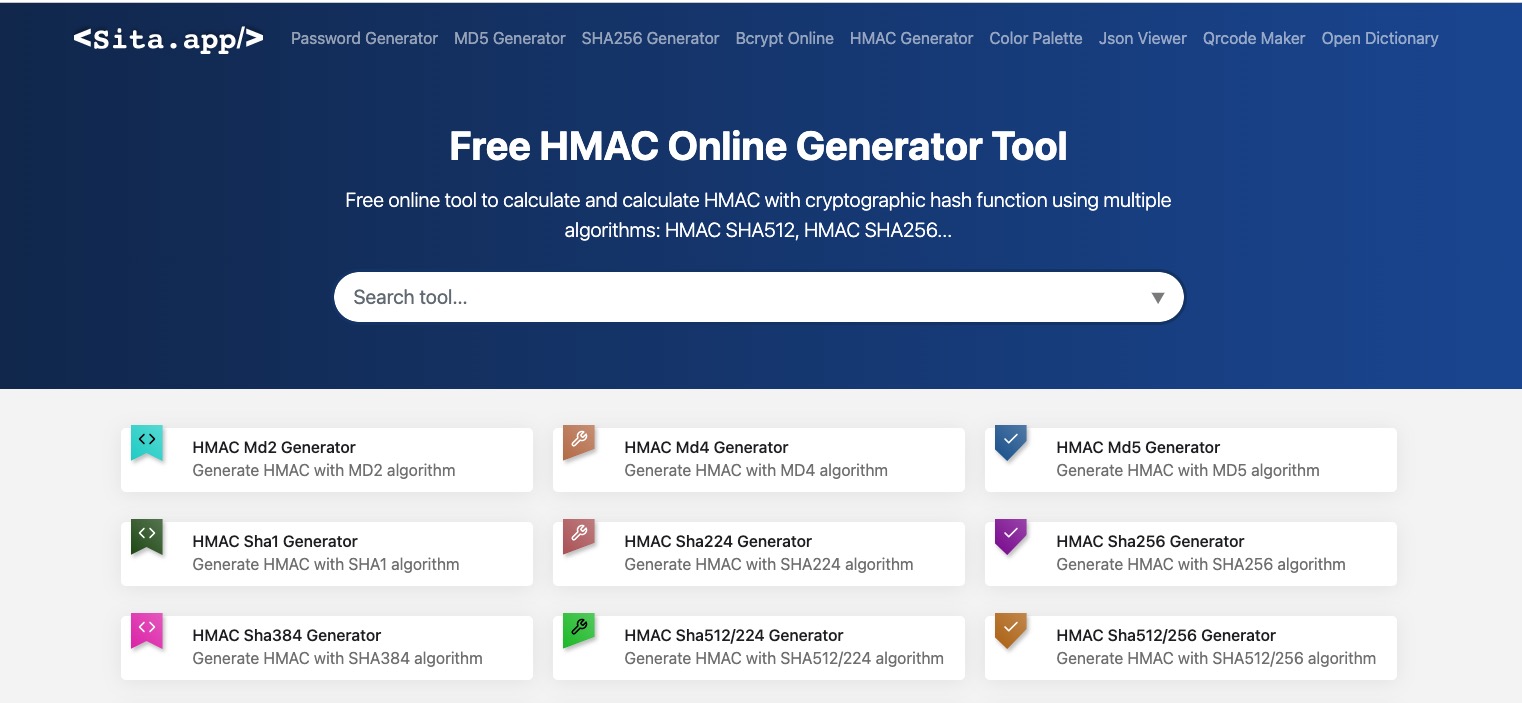 <Sita.app/> Password Generator MD5 Generator SHA256 Generator Bcrypt Online HMAC Generator Color Palette Json Viewer Qrcode Maker Open Dictionary
Free HMAC Online Generator Tool
Free online tool to calculate and calculate HMAC with cryptographic hash function using multiple
algorithms: HMAC SHA512, HMAC SHA256...
Search tool...
HMAC Md2 Generator
Generate HMAC with MD2 algorithm
HMAC Md4 Generator
Generate HMAC with MD4 algorithm
HMAC Md5 Generator
Generate HMAC with MD5 algorithm
HMAC Sha1 Generator
Generate HMAC with SHA1 algorithm
HMAC Sha224 Generator
Generate HMAC with SHA224 algorithm
HMAC Sha256 Generator
Generate HMAC with SHA256 algorithm
HMAC Sha384 Generator
Generate HMAC with SHA384 algorithm
HMAC Sha512/224 Generator
Generate HMAC with SHA512/224 algorithm
HMAC Sha512/256 Generator
Generate HMAC with SHA512/256 algorithm